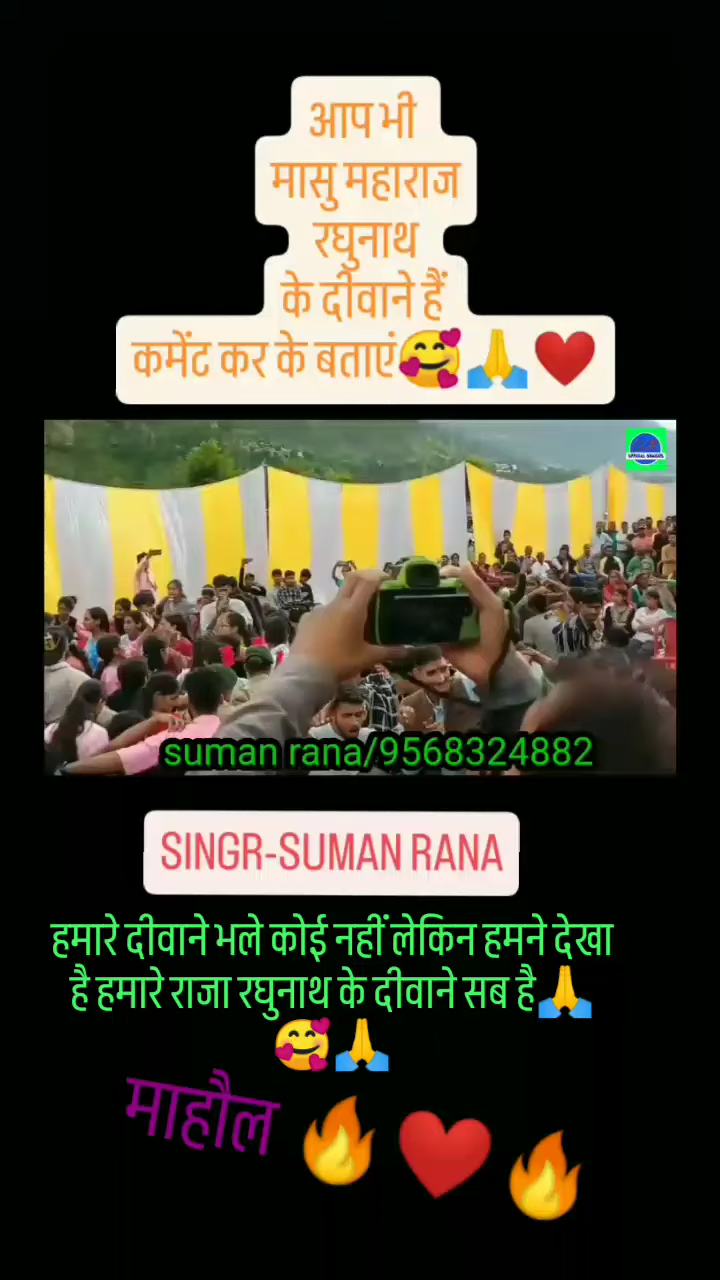 आप भी
मासु महाराज
रघुनाथ
के दीवाने हैं
कमेंट कर के बताएं🥰🙏❤️
suman rana/9568324882
SINGR-SUMAN RANA
हमारे दीवाने भले कोई नहीं लेकिन हमने देखा
है हमारे राजा रघुनाथ के दीवाने सब है🙏
🥰🙏
माहौल 🔥❤️🔥